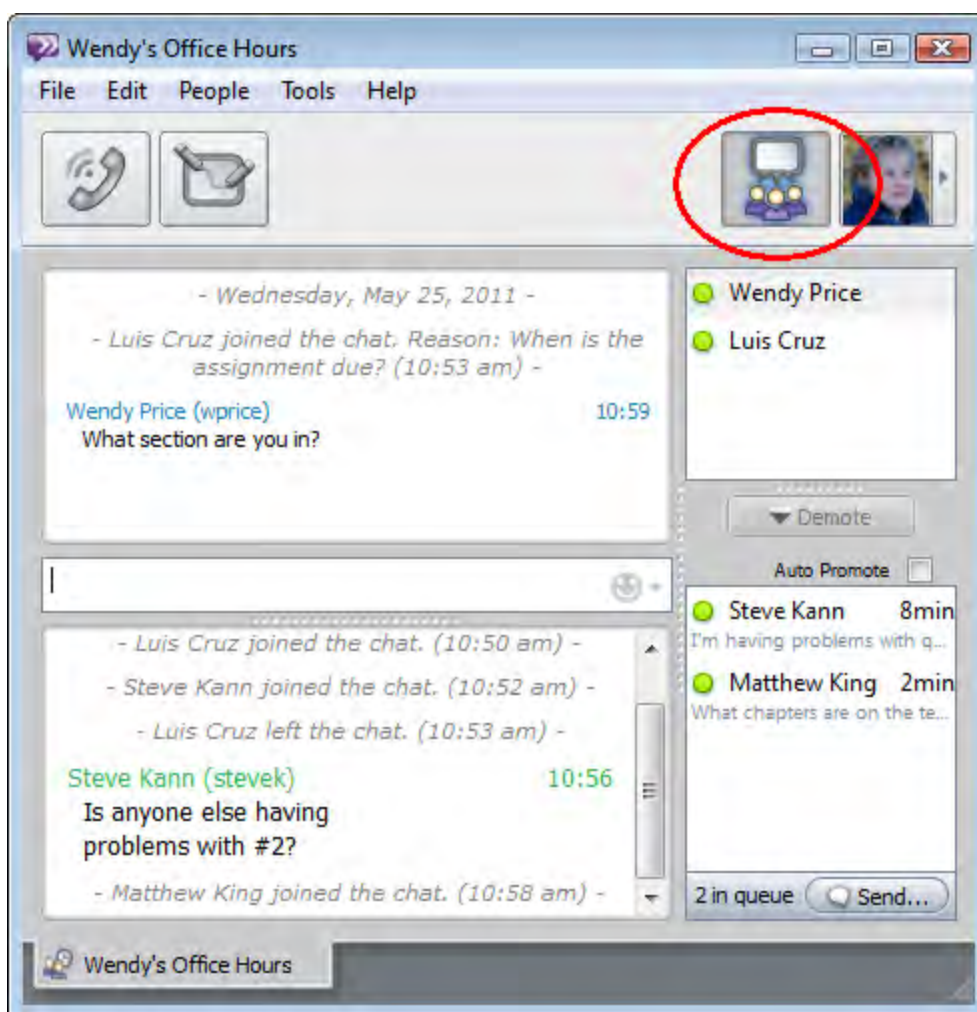 Wendy's Office Hours
File Edit People Tools Help
- Wednesday, May 25, 2011 -
- Luis Cruz joined the chat. Reason: When is the
assignment due? (10:53 am) -
Wendy Price (wprice) 10:59
What section are you in?
- Luis Cruz joined the chat. (10:50 am) -
- Steve Kann joined the chat. (10:52 am) -
- Luis Cruz left the chat. (10:53 am) -
Steve Kann (stevek) 10:56
Is anyone else having
problems with #2?
- Matthew King joined the chat. (10:58 am) -
Wendy Price
Luis Cruz
Demote
Auto Promote
Steve Kann 8min
I'm having problems with q...
Matthew King 2min
What chapters are on the te...
2 in queue Send...
Wendy's Office Hours